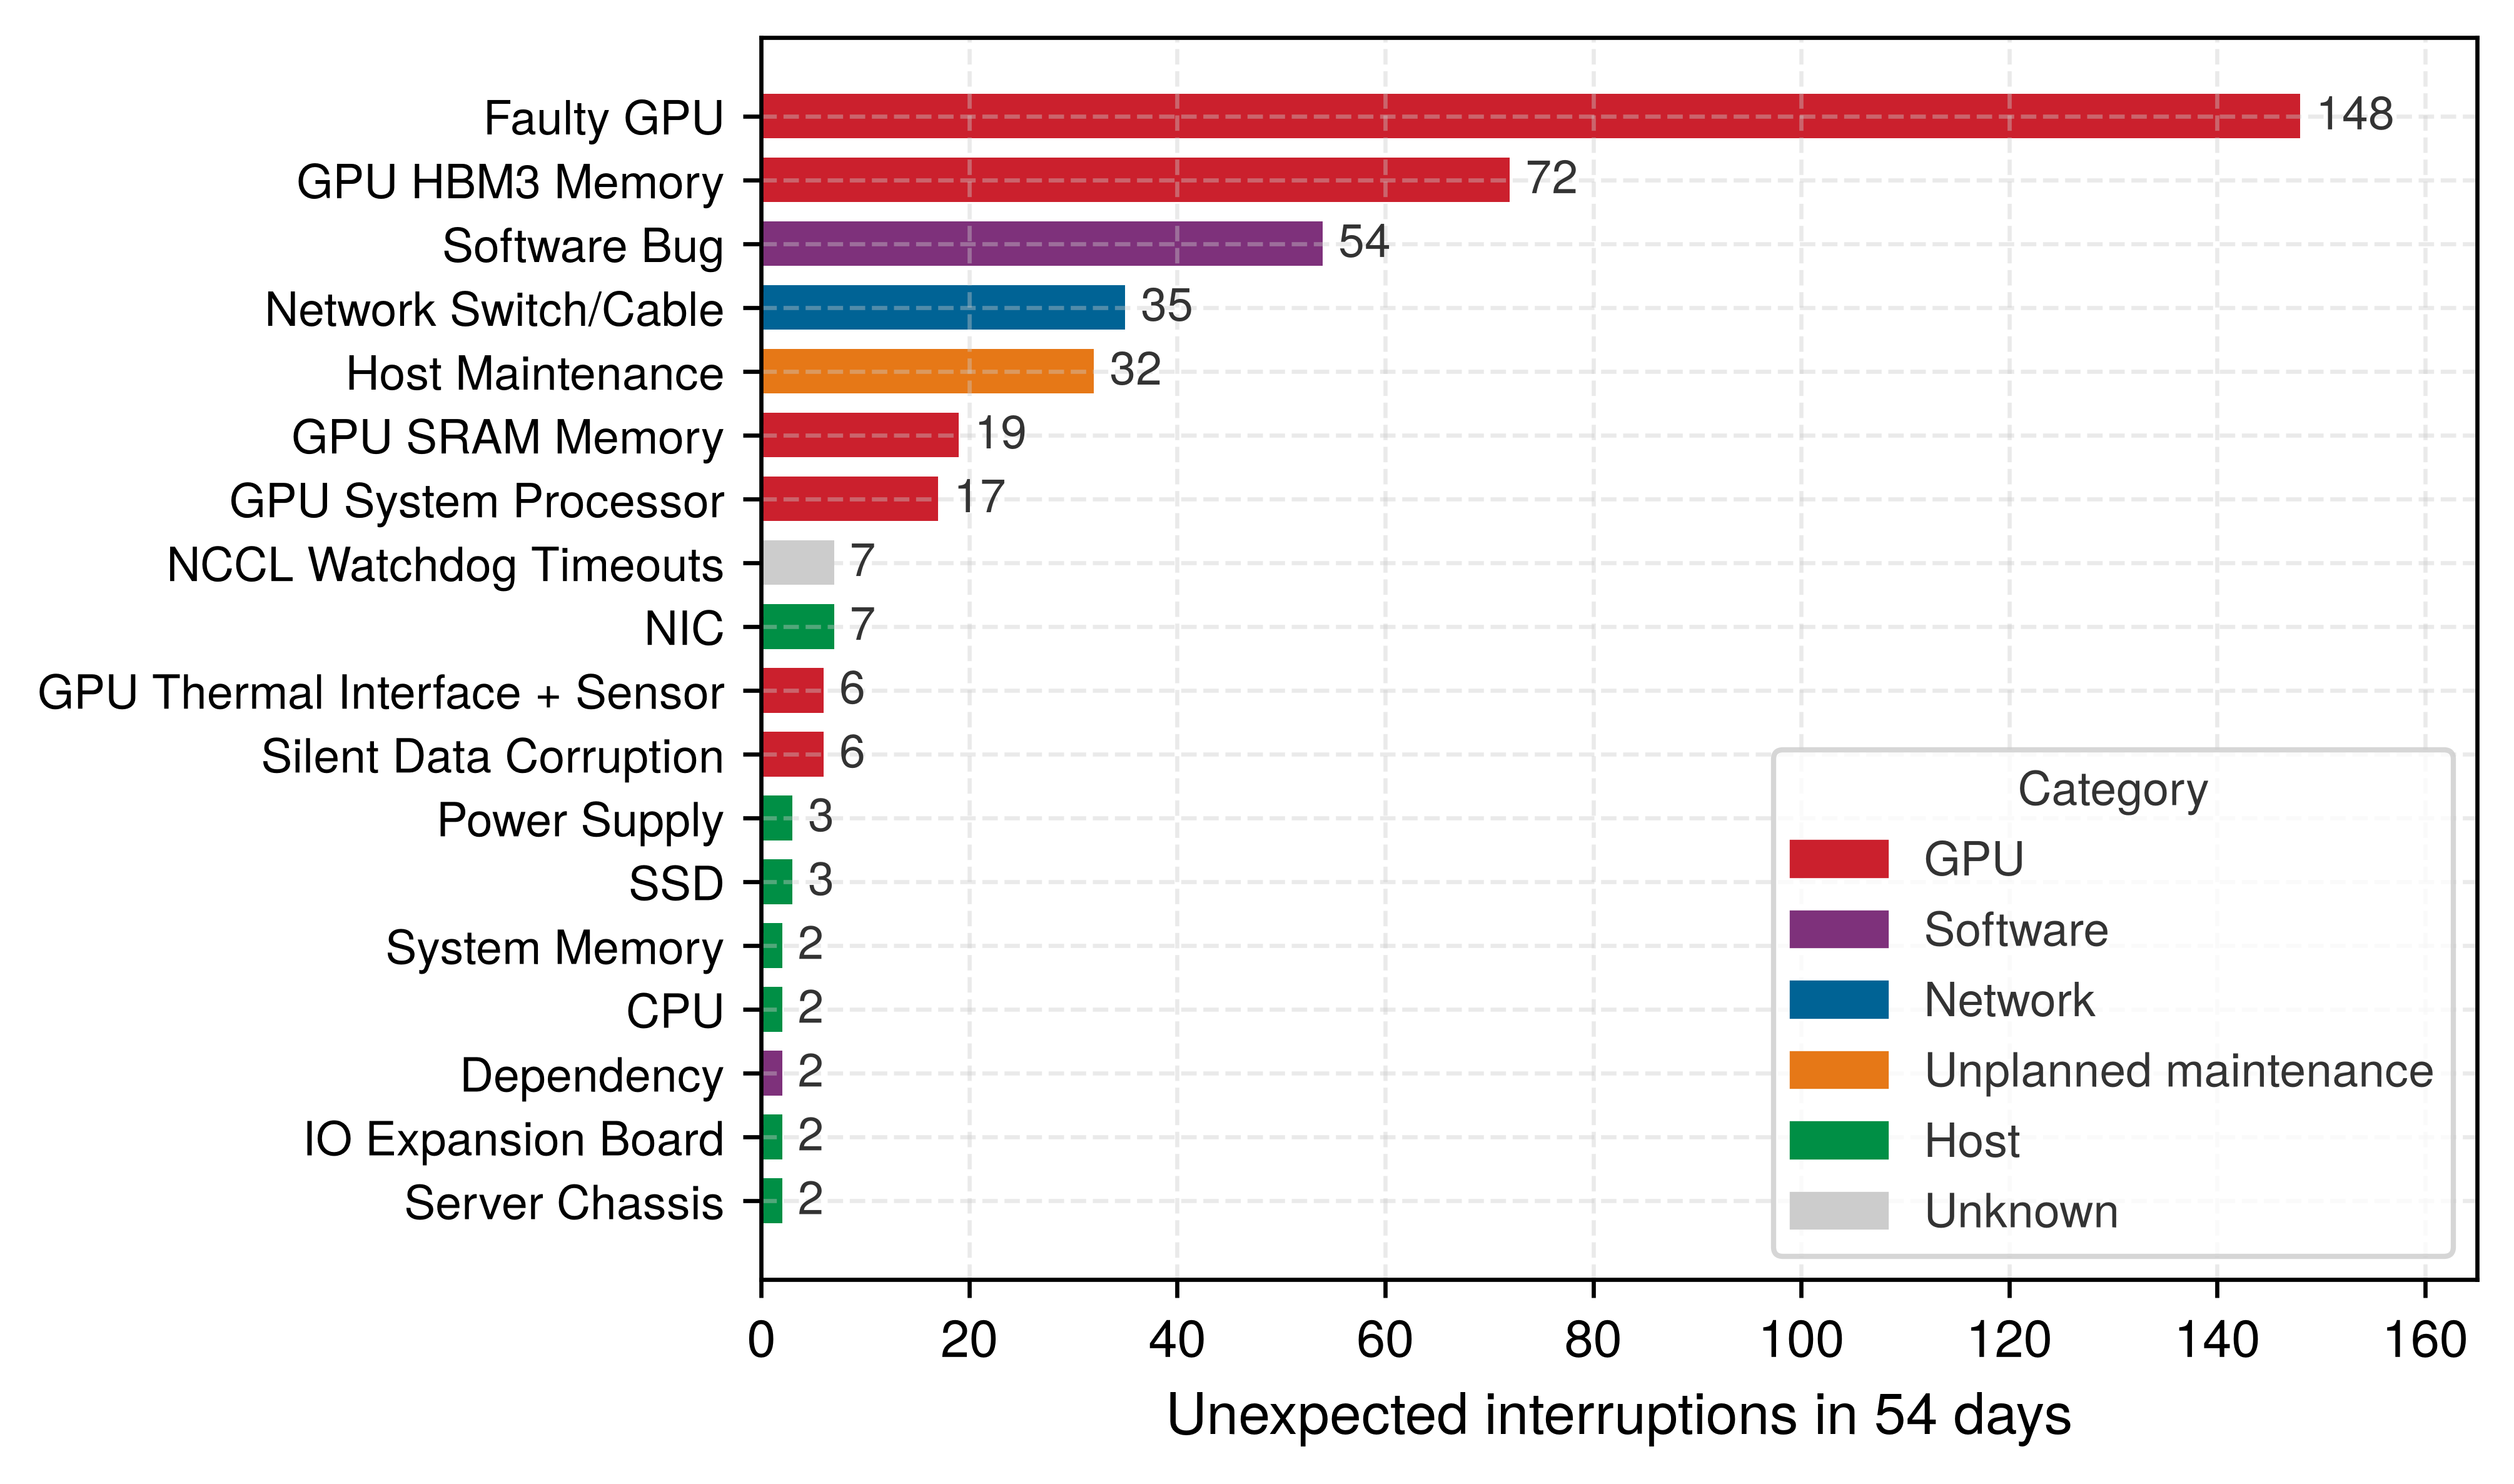 Faulty GPU 148
GPU HBM3 Memory 72
Software Bug 54
Network Switch/Cable 35
Host Maintenance 32
GPU SRAM Memory 19
GPU System Processor 17
NCCL Watchdog Timeouts 7
NIC 7
GPU Thermal Interface + Sensor 6
Silent Data Corruption 6
Power Supply 3
SSD 3
System Memory 2
CPU 2
Dependency 2
IO Expansion Board 2
Server Chassis 2
Category
GPU
Software
Network
Unplanned maintenance
Host
Unknown
0 20 40 60 80 100 120 140 160
Unexpected interruptions in 54 days